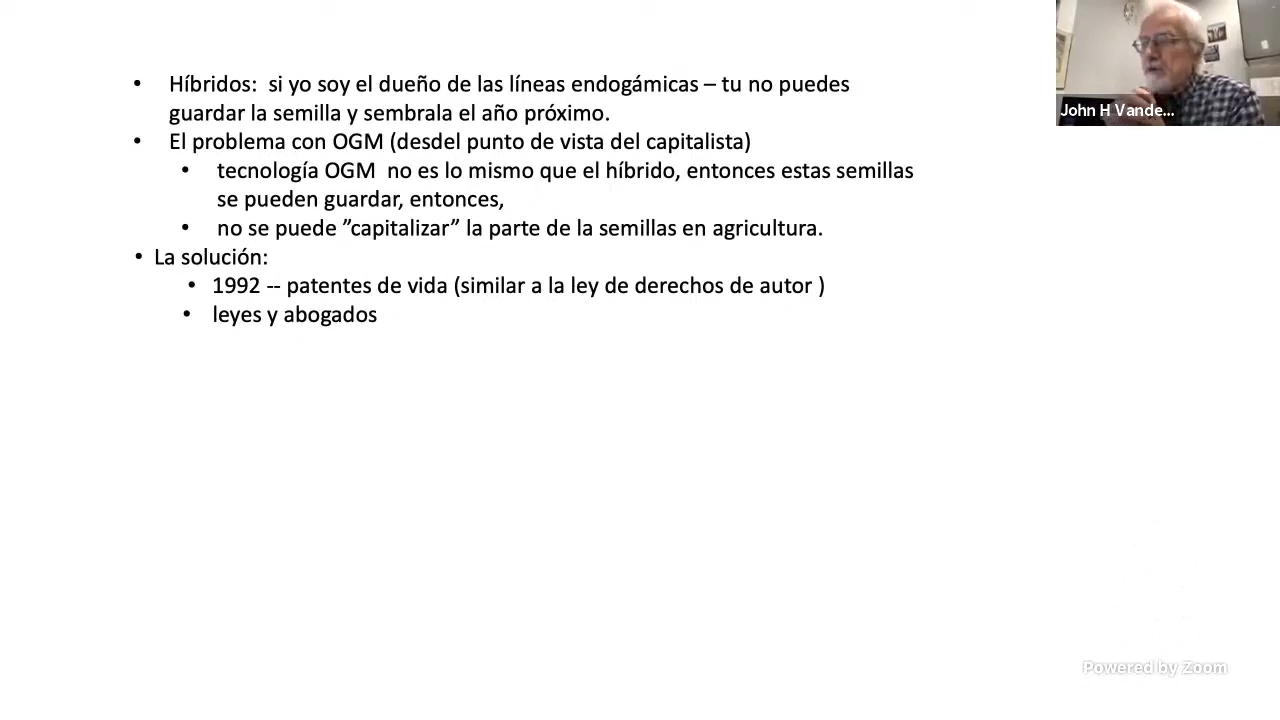 • Híbridos:  si yo soy el dueño de las líneas endogámicas – tu no puedes
guardar la semilla y sembrala el año próximo.
• El problema con OGM (desdel punto de vista del capitalista)
• tecnología OGM  no es lo mismo que el híbrido, entonces estas semillas
se pueden guardar, entonces,
• no se puede ”capitalizar” la parte de la semillas en agricultura.
• La solución:
• 1992 -- patentes de vida (similar a la ley de derechos de autor )
• leyes y abogados
John H Vande...
Powered by Zoom